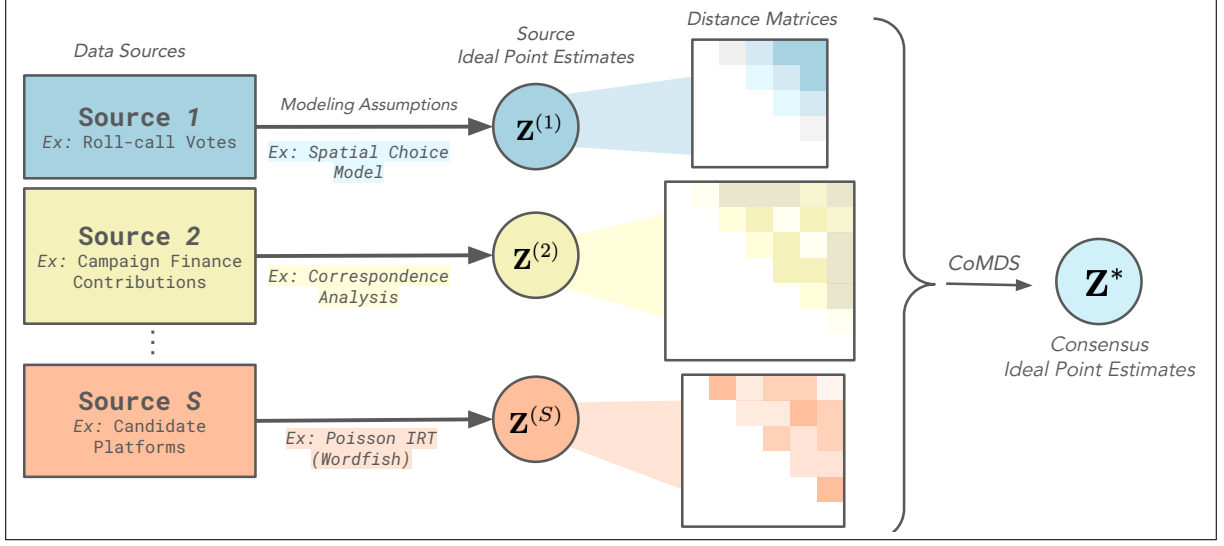 Data Sources
Source
Ideal Point Estimates
Distance Matrices
Source 1
Ex: Roll-call Votes
Modeling Assumptions
Ex: Spatial Choice
Model
Z^{(1)}
Source 2
Ex: Campaign Finance
Contributions
Ex: Correspondence
Analysis
Z^{(2)}
⋮
Source S
Ex: Candidate
Platforms
Ex: Poisson IRT
(Wordfish)
Z^{(S)}
CoMDS
Z*
Consensus
Ideal Point Estimates